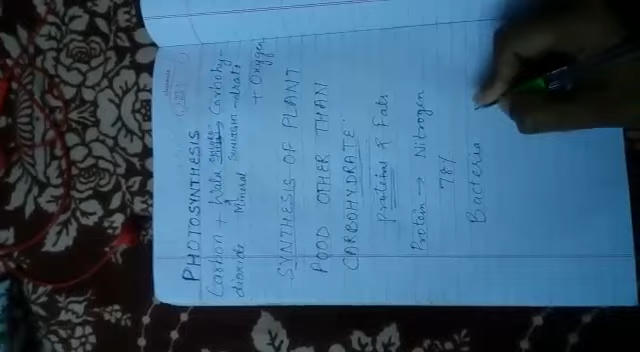 PHOTOSYNTHESIS
Carbon + Wata Carbohy-
dioxide Mineral sunlight -drate
+ Oxygen
SYNTHESIS OF PLANT
FOOD OTHER THAN
CARBOHYDRATE
Proteins & Fats
Protein → Nitrogen
78%
Bacteria